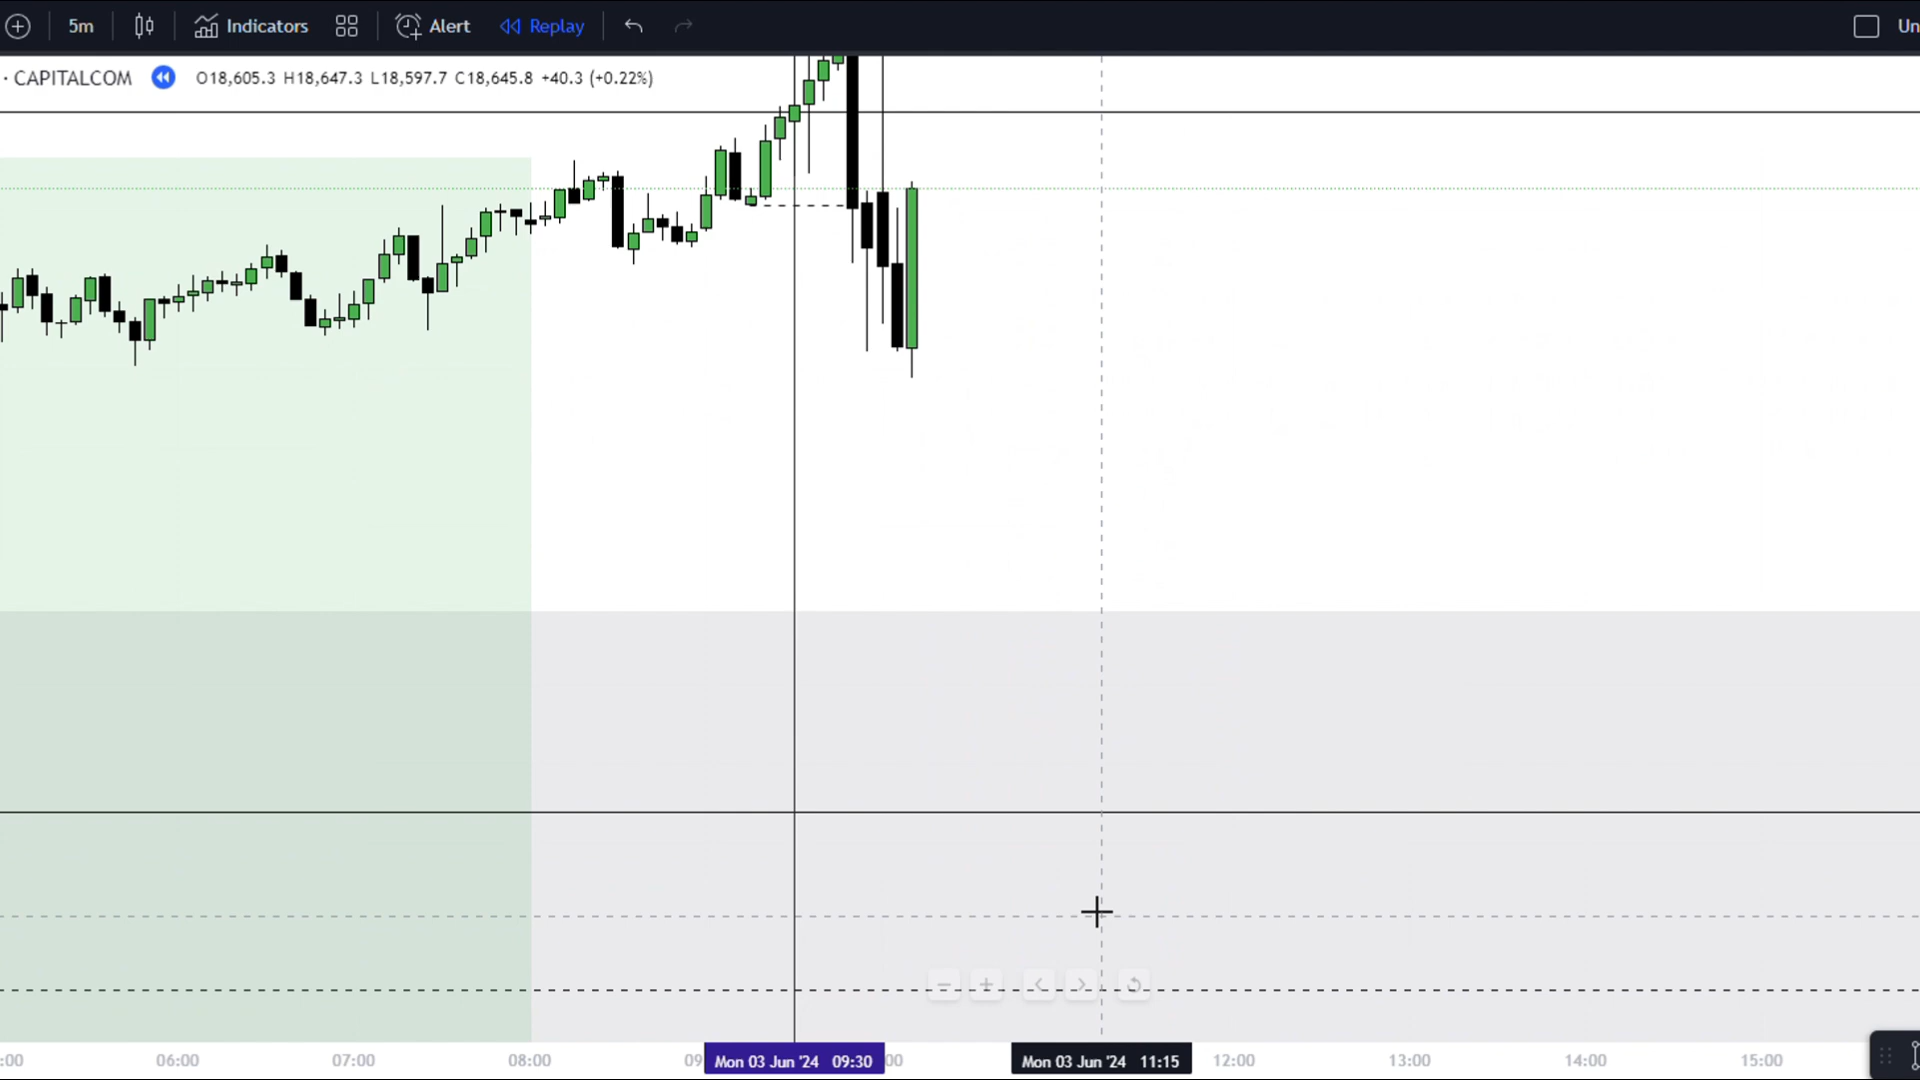 5m Indicators Alert Replay Un
· CAPITALCOM O18,605.3 H18,647.3 L18,597.7 C18,645.8 +40.3 (+0.22%)
:00 06:00 07:00 08:00 09 Mon 03 Jun '24 09:30 00 Mon 03 Jun '24 11:15 12:00 13:00 14:00 15:00